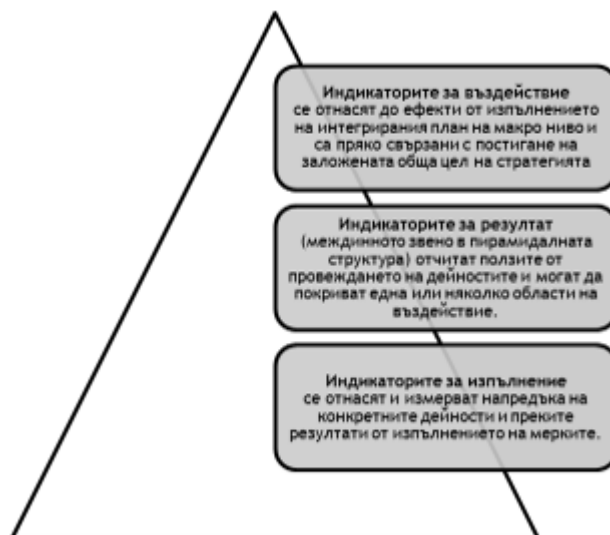 Индикаторите за въздействие
се отнасят до ефекти от изпълнението
на интегрирания план на макро ниво и
са пряко свързани с постигане на
заложената обща цел на стратегията
Индикаторите за резултат
(междинното звено в пирамидалната
структура) отчитат ползите от
провеждането на дейностите и могат да
покриват една или няколко области на
въздействие.
Индикаторите за изпълнение
се отнасят и измерват напредъка на
конкретните дейности и преките
резултати от изпълнението на мерките.